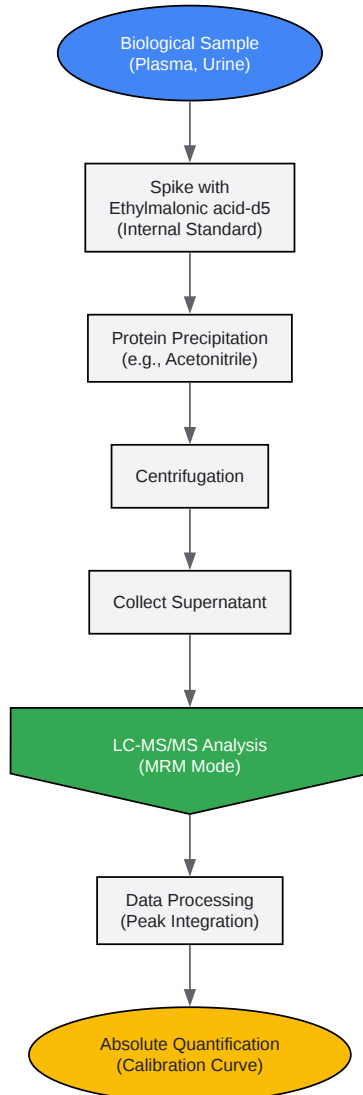 Biological Sample
(Plasma, Urine)
Spike with
Ethylmalonic acid-d5
(Internal Standard)
Protein Precipitation
(e.g., Acetonitrile)
Centrifugation
Collect Supernatant
LC-MS/MS Analysis
(MRM Mode)
Data Processing
(Peak Integration)
Absolute Quantification
(Calibration Curve)